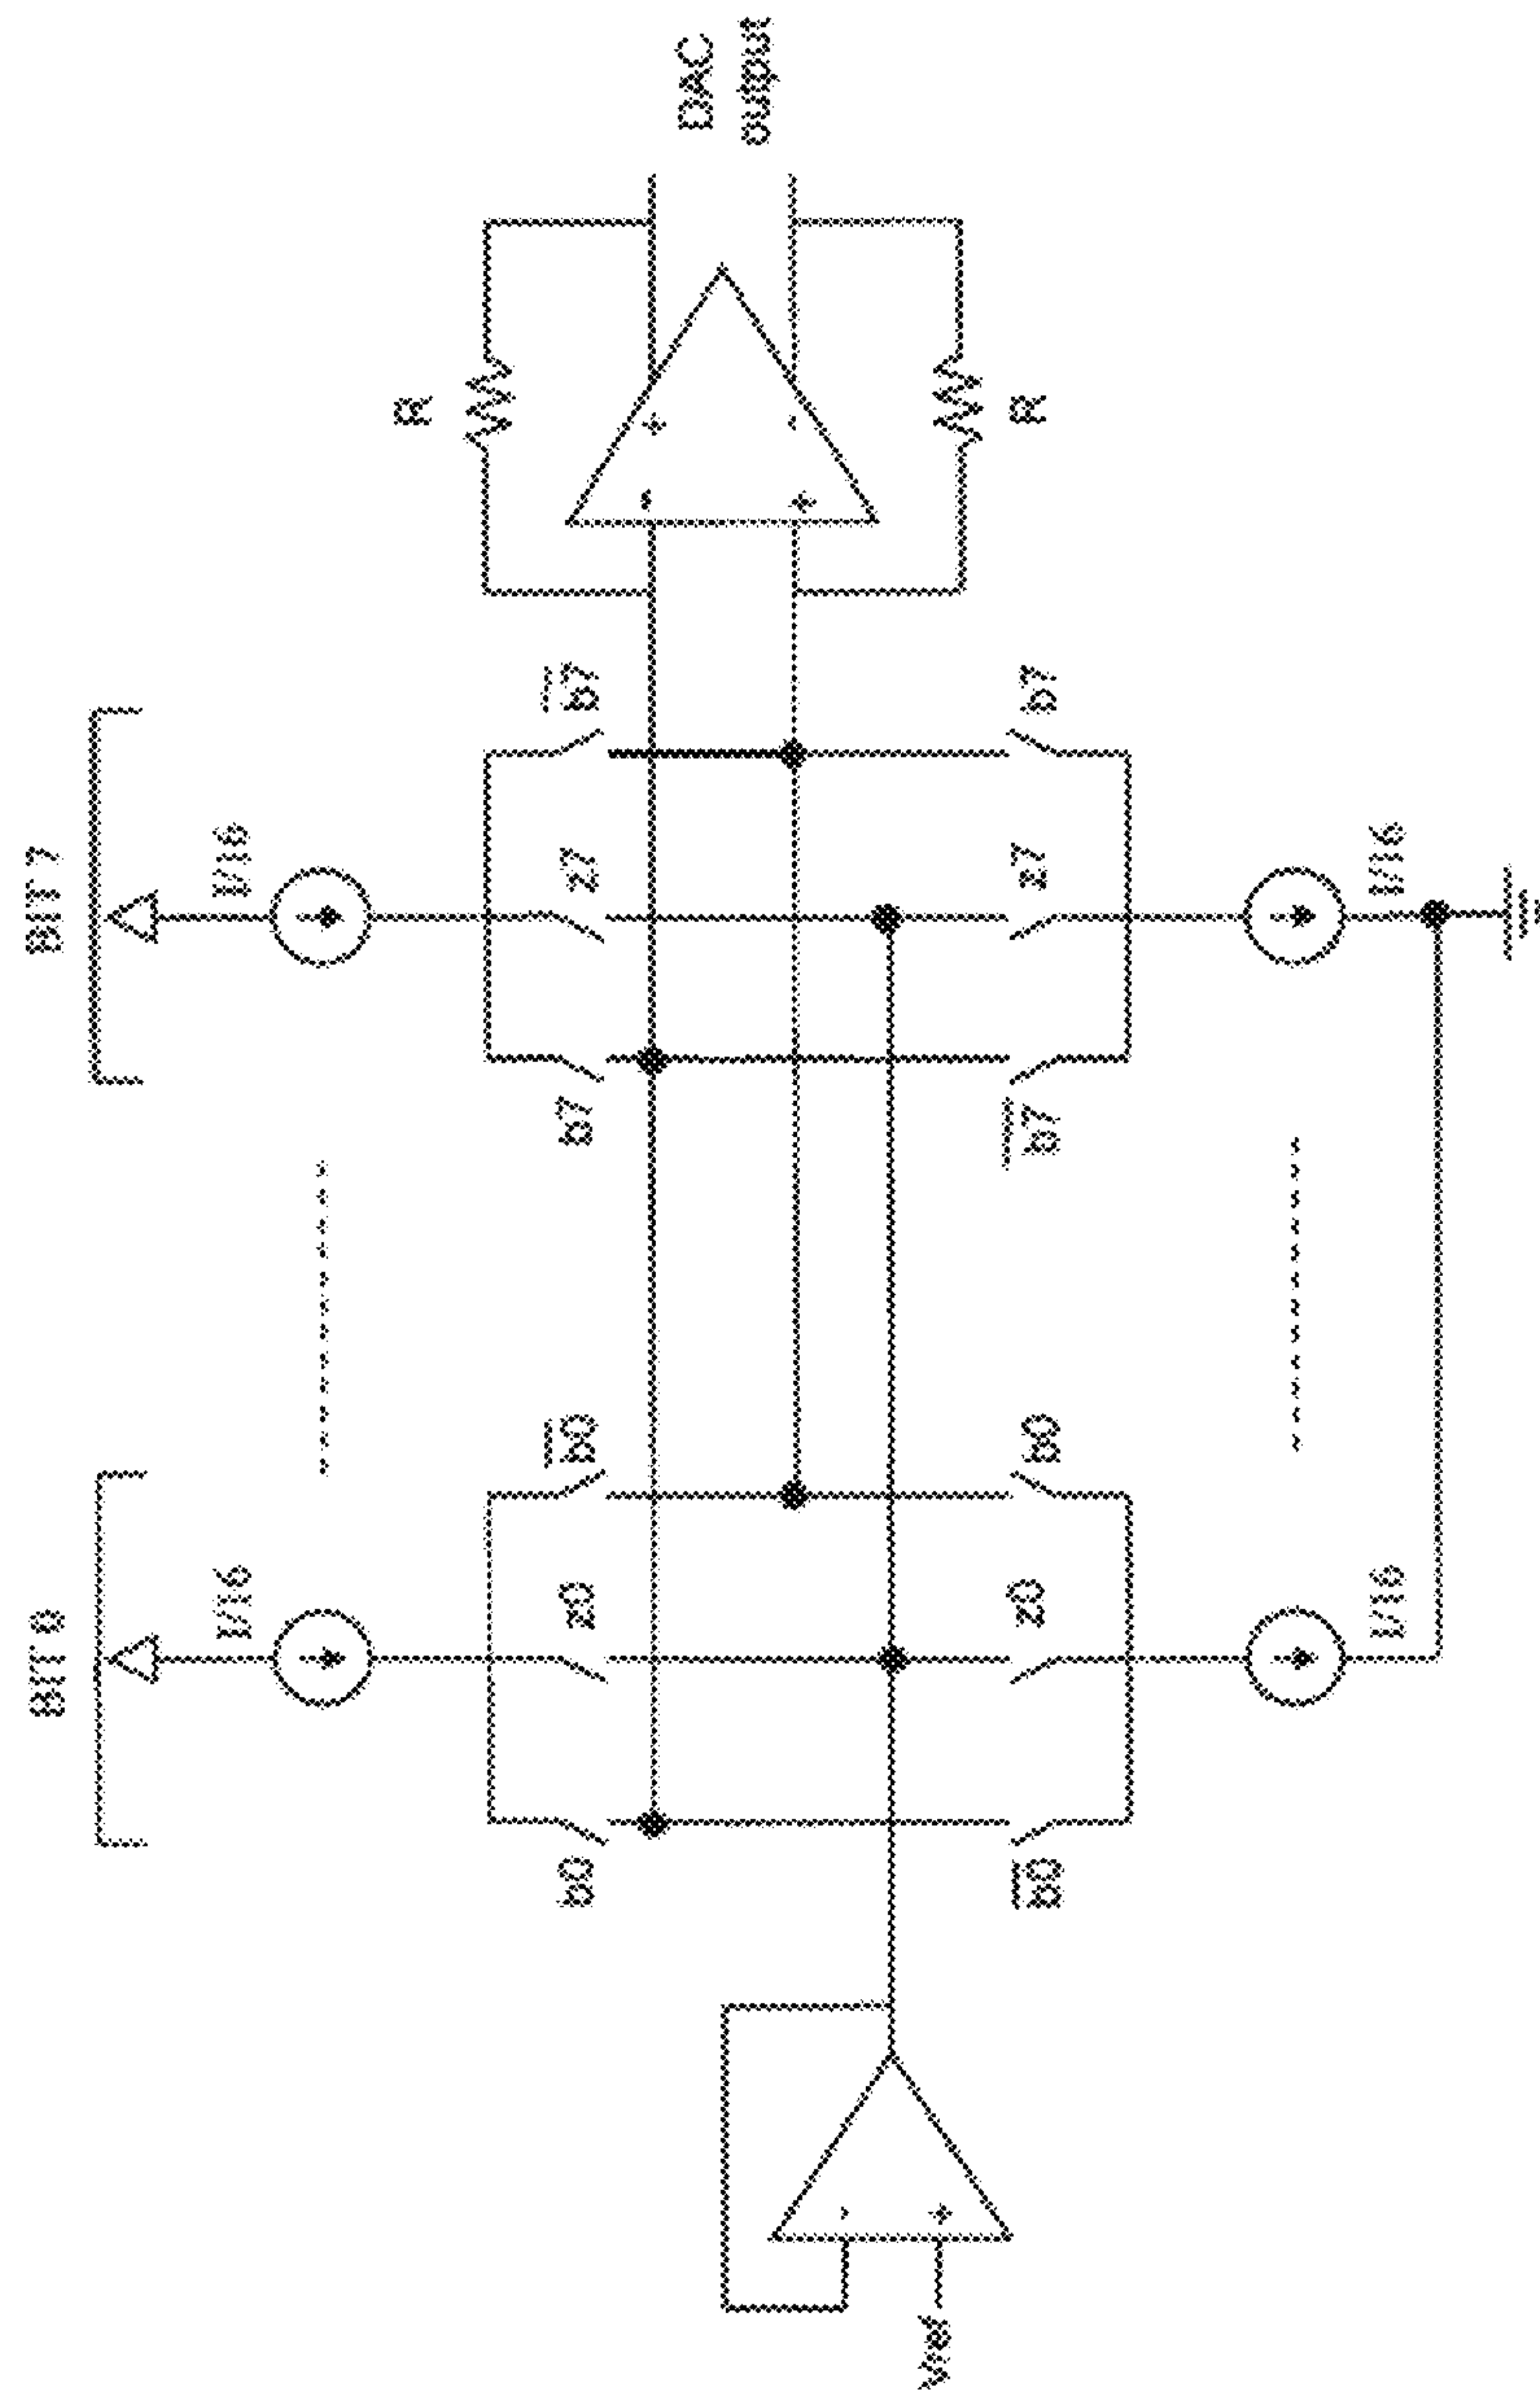 BIT 0
BIT 7
I/16
I/16
R
b0
z0
b0
b7
z7
b7
DAC
output
Vref
b0
z0
b0
b7
z7
b7
R
I/16
I/16